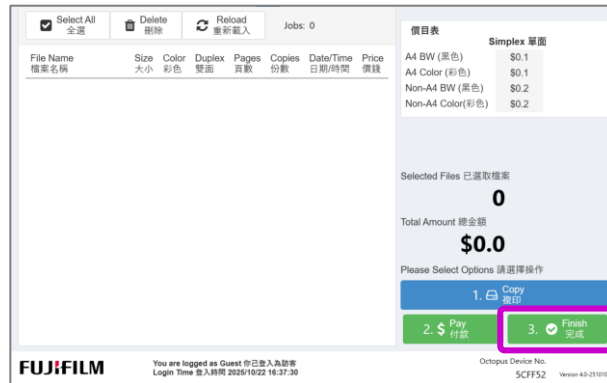 Select All
全選
Delete
刪除
Reload
重新載入
Jobs: 0
File Name
檔案名稱
Size
大小
Color
彩色
Duplex
雙面
Pages
頁數
Copies
份數
Date/Time
日期/時間
Price
價錢
價目表
Simplex 單面
A4 BW (黑色) $0.1
A4 Color (彩色) $0.1
Non-A4 BW (黑色) $0.2
Non-A4 Color(彩色) $0.2
Selected Files 已選取檔案
0
Total Amount 總金額
$0.0
Please Select Options 請選擇操作
1. Copy
複印
2. $ Pay
付款
3. Finish
完成
FUJIFILM
You are logged as Guest 你已登入為訪客
Login Time 登入時間 2025/10/22 16:37:30
Octopus Device No.
5CFF52
Version 4.0-251010